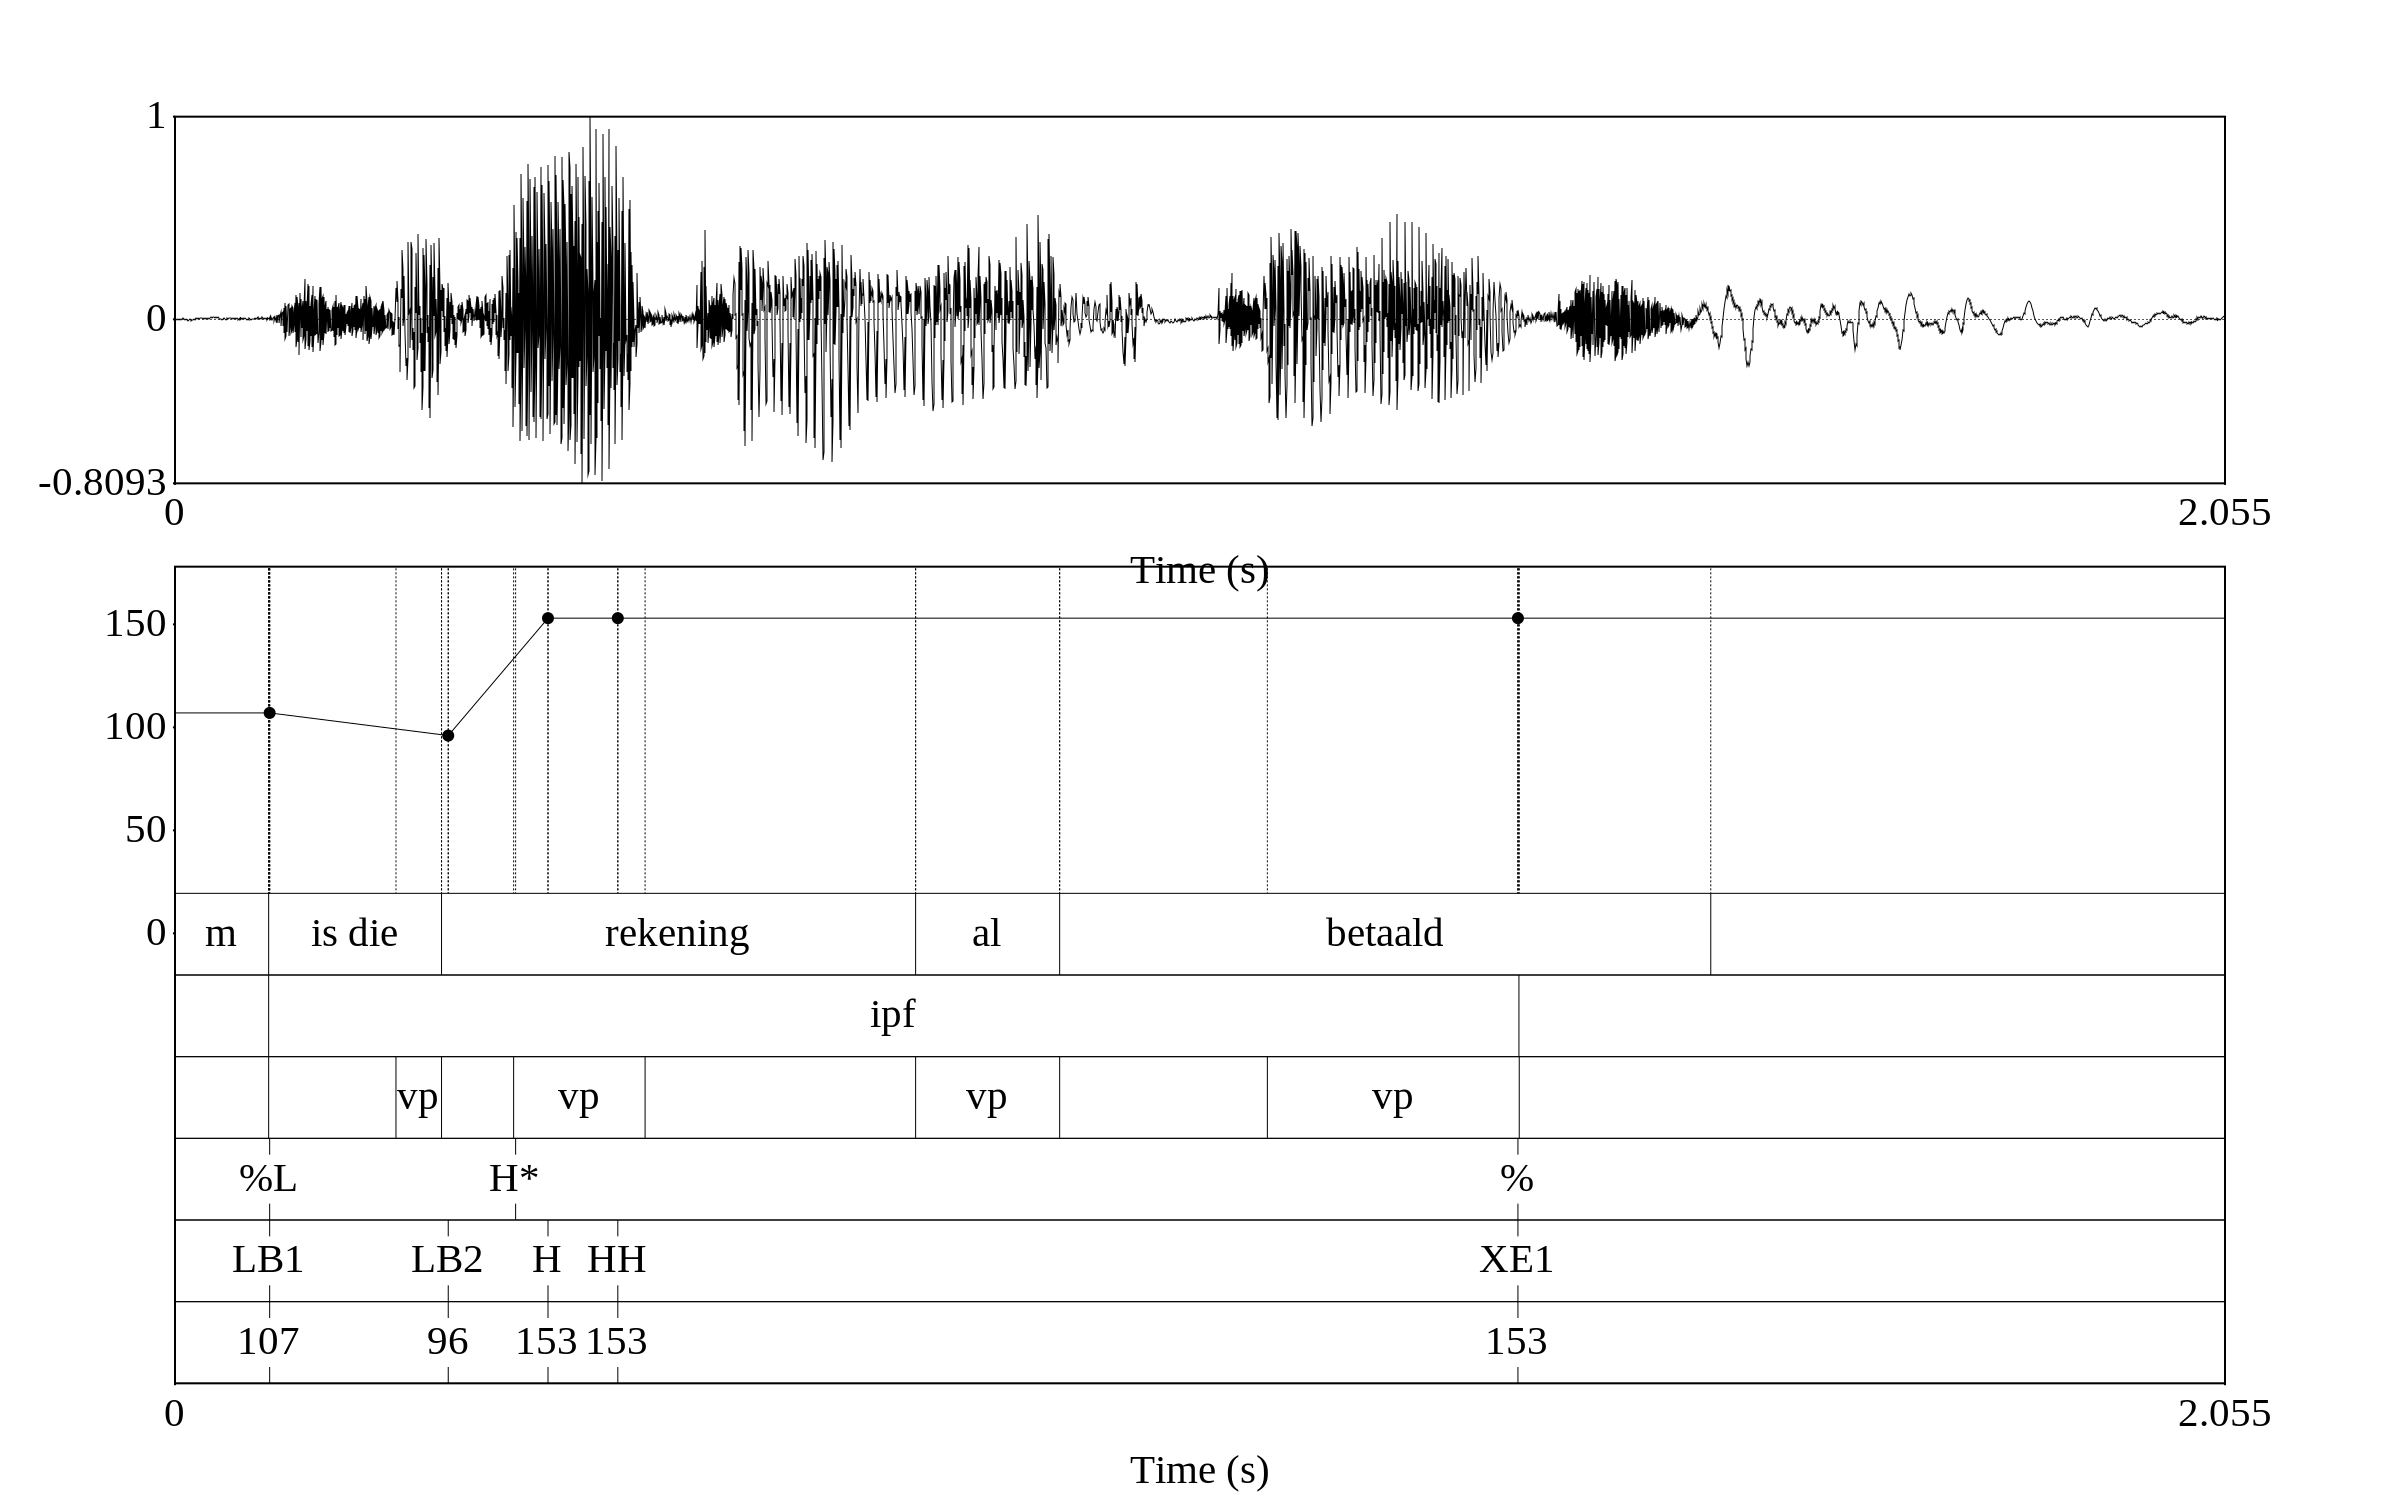 1
0
-0.8093
0 2.055
Time (s)
150
100
50
0 m is die rekening al betaald
ipf
vp vp vp vp
%L H* %
LB1 LB2 H HH XE1
107 96 153 153 153
0 2.055
Time (s)